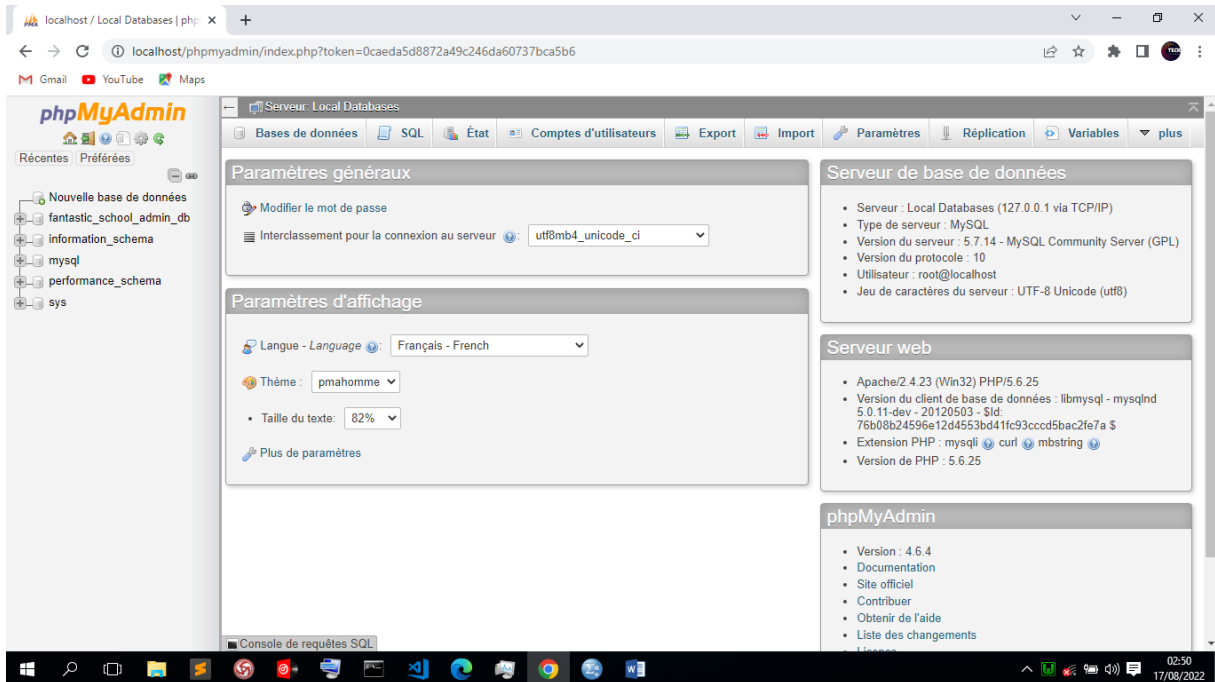 localhost / Local Databases | php
localhost/phpmyadmin/index.php?token=0caeda5d8872a49c246da60737bca5b6
Gmail YouTube Maps
phpMyAdmin
Récentes Préférées
Nouvelle base de données
fantastic_school_admin_db
information_schema
mysql
performance_schema
sys
Serveur: Local Databases
Bases de données SQL État Comptes d'utilisateurs Export Import Paramètres Réplication Variables plus
Paramètres généraux
Modifier le mot de passe
Interclassement pour la connexion au serveur : utf8mb4_unicode_ci
Paramètres d'affichage
Langue - Language : Français - French
Thème : pmahomme
• Taille du texte: 82%
Plus de paramètres
Serveur de base de données
• Serveur : Local Databases (127.0.0.1 via TCP/IP)
• Type de serveur : MySQL
• Version du serveur : 5.7.14 - MySQL Community Server (GPL)
• Version du protocole : 10
• Utilisateur : root@localhost
• Jeu de caractères du serveur : UTF-8 Unicode (utf8)
Serveur web
• Apache/2.4.23 (Win32) PHP/5.6.25
• Version du client de base de données : libmysql - mysqlnd
5.0.11-dev - 20120503 - $Id:
76b08b24596e12d4553bd41fc93cccd5bac2fe7a $
• Extension PHP : mysqli curl mbstring
• Version de PHP : 5.6.25
phpMyAdmin
• Version : 4.6.4
• Documentation
• Site officiel
• Contribuer
• Obtenir de l'aide
• Liste des changements
Console de requêtes SQL
02:50
17/08/2022